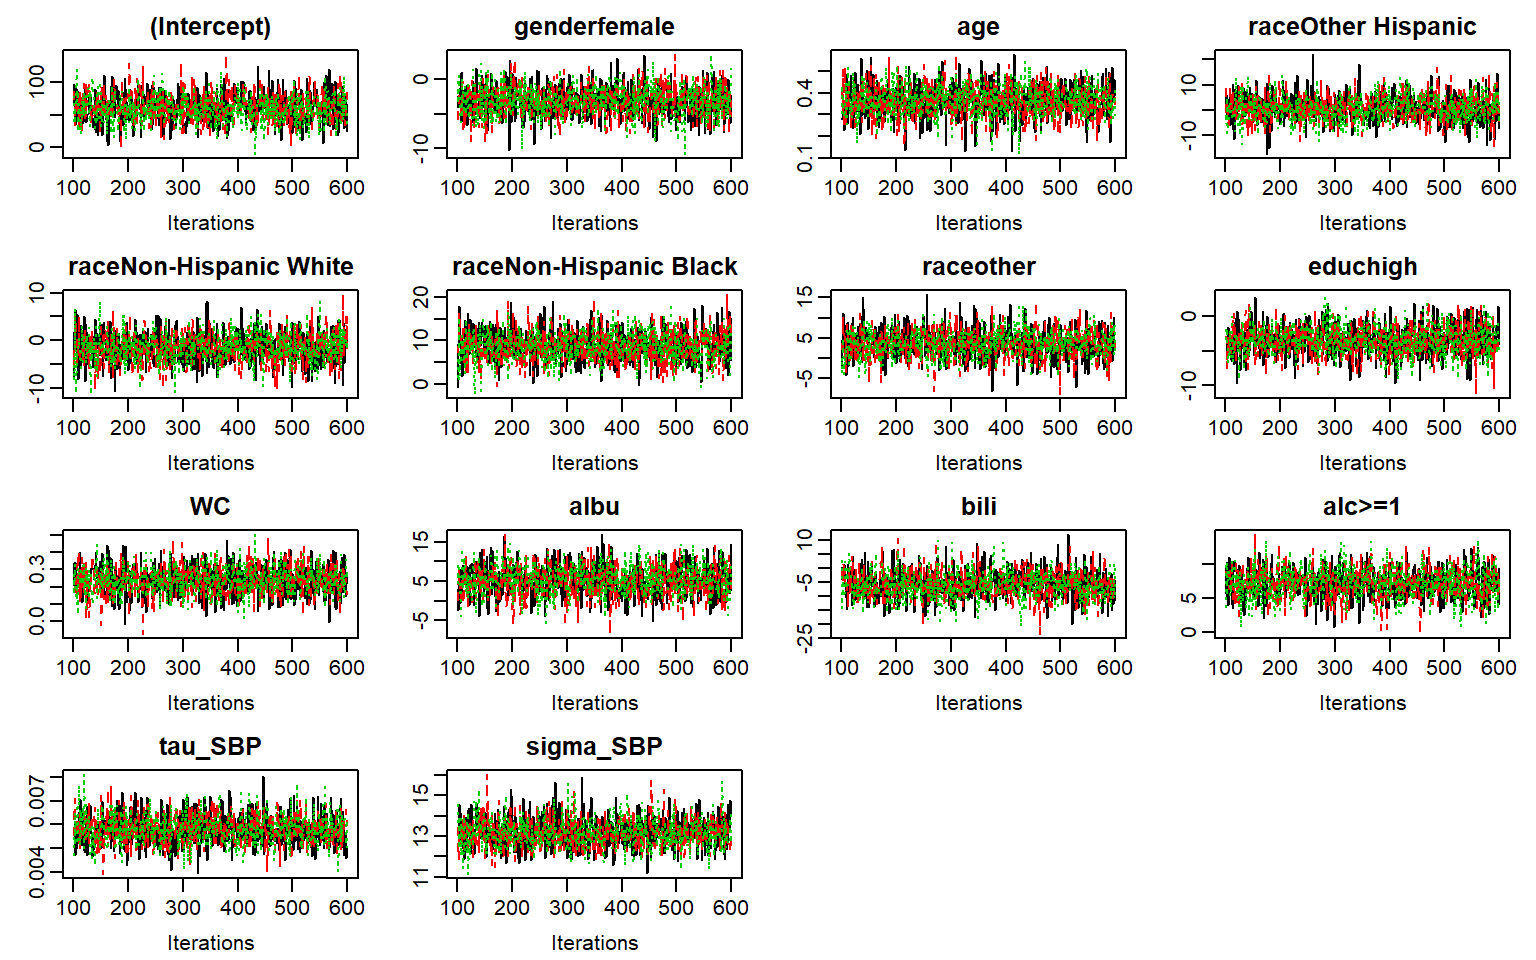 (Intercept) genderfemale age raceOther Hispanic
0 100 -10 0 0.1 0.4 -10 10
100 200 300 400 500 600 100 200 300 400 500 600 100 200 300 400 500 600 100 200 300 400 500 600
Iterations Iterations Iterations Iterations
raceNon-Hispanic White raceNon-Hispanic Black raceother educhigh
-10 0 10 0 10 20 -5 5 15 -10 0
100 200 300 400 500 600 100 200 300 400 500 600 100 200 300 400 500 600 100 200 300 400 500 600
Iterations Iterations Iterations Iterations
WC albu bili alc>=1
0.0 0.3 -5 5 15 -25 -5 10 0 5
100 200 300 400 500 600 100 200 300 400 500 600 100 200 300 400 500 600 100 200 300 400 500 600
Iterations Iterations Iterations Iterations
tau_SBP sigma_SBP
0.004 0.007 11 13 15
100 200 300 400 500 600 100 200 300 400 500 600
Iterations Iterations